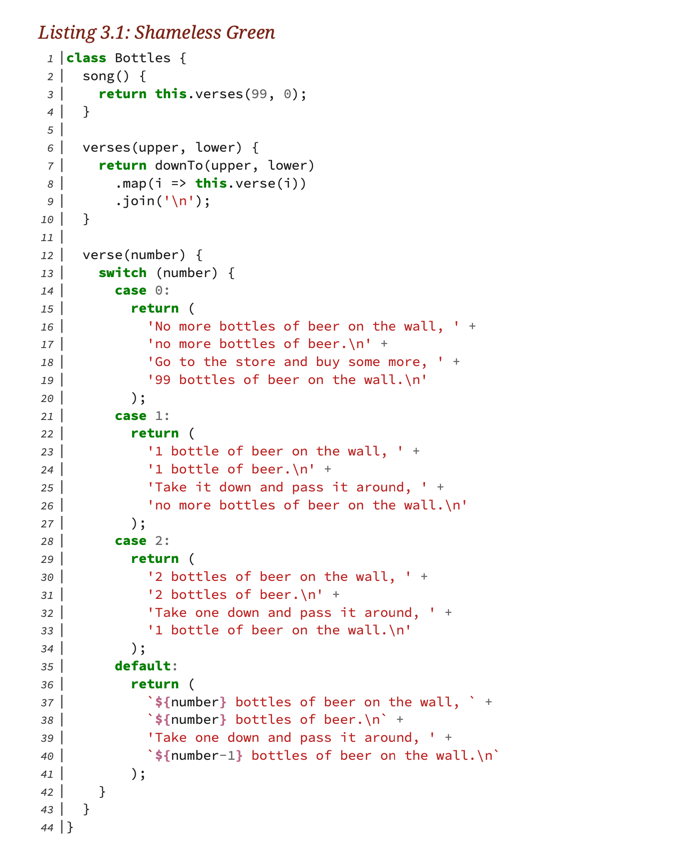 Listing 3.1: Shameless Green
1 |class Bottles {
2 |  song() {
3 |    return this.verses(99, 0);
4 |  }
5 |
6 |  verses(upper, lower) {
7 |    return downTo(upper, lower)
8 |      .map(i => this.verse(i))
9 |      .join('\n');
10 |  }
11 |
12 |  verse(number) {
13 |    switch (number) {
14 |      case 0:
15 |        return (
16 |          'No more bottles of beer on the wall, ' +
17 |          'no more bottles of beer.\n' +
18 |          'Go to the store and buy some more, ' +
19 |          '99 bottles of beer on the wall.\n'
20 |        );
21 |      case 1:
22 |        return (
23 |          '1 bottle of beer on the wall, ' +
24 |          '1 bottle of beer.\n' +
25 |          'Take it down and pass it around, ' +
26 |          'no more bottles of beer on the wall.\n'
27 |        );
28 |      case 2:
29 |        return (
30 |          '2 bottles of beer on the wall, ' +
31 |          '2 bottles of beer.\n' +
32 |          'Take one down and pass it around, ' +
33 |          '1 bottle of beer on the wall.\n'
34 |        );
35 |      default:
36 |        return (
37 |          `${number} bottles of beer on the wall, ` +
38 |          `${number} bottles of beer.\n` +
39 |          'Take one down and pass it around, ' +
40 |          `${number-1} bottles of beer on the wall.\n`
41 |        );
42 |    }
43 |  }
44 |}